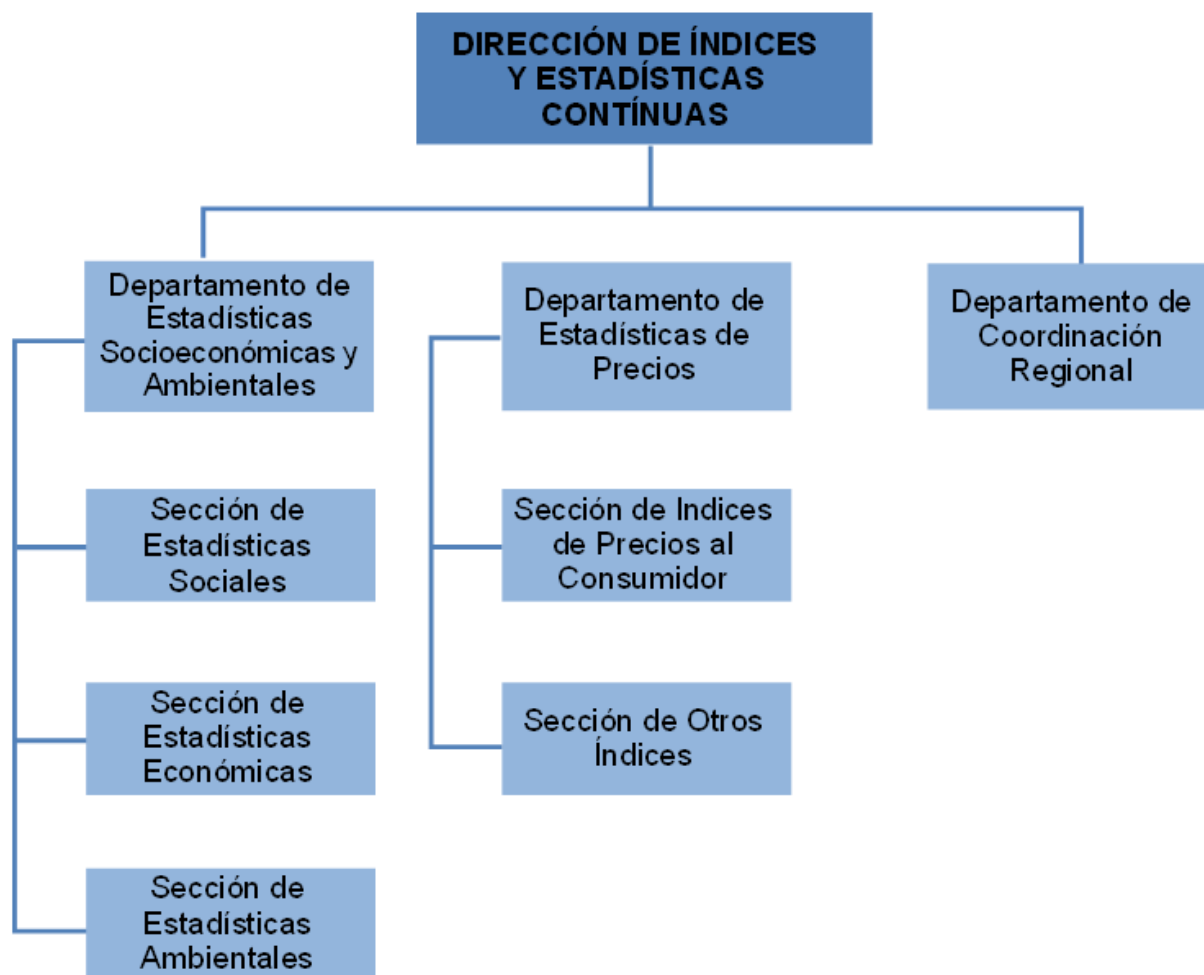 DIRECCIÓN DE ÍNDICES
Y ESTADÍSTICAS
CONTÍNUAS
Departamento de
Estadísticas
Socioeconómicas y
Ambientales
Departamento de
Estadísticas de
Precios
Departamento de
Coordinación
Regional
Sección de
Estadísticas
Sociales
Sección de Indices
de Precios al
Consumidor
Sección de
Estadísticas
Económicas
Sección de Otros
Índices
Sección de
Estadísticas
Ambientales